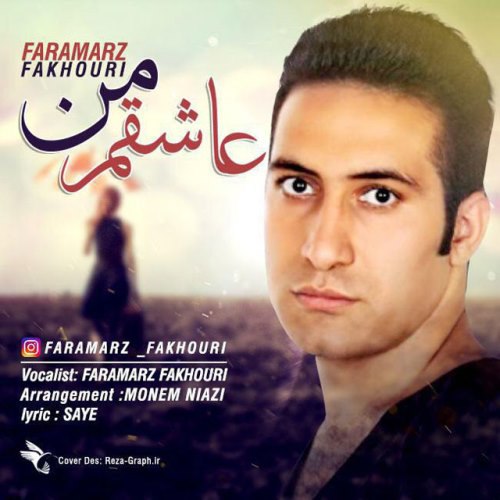 FARAMARZ
FAKHOURI
من
عاشقم
FARAMARZ _FAKHOURI
Vocalist: FARAMARZ FAKHOURI
Arrangement :MONEM NIAZI
lyric : SAYE
Cover Des: Reza-Graph.ir